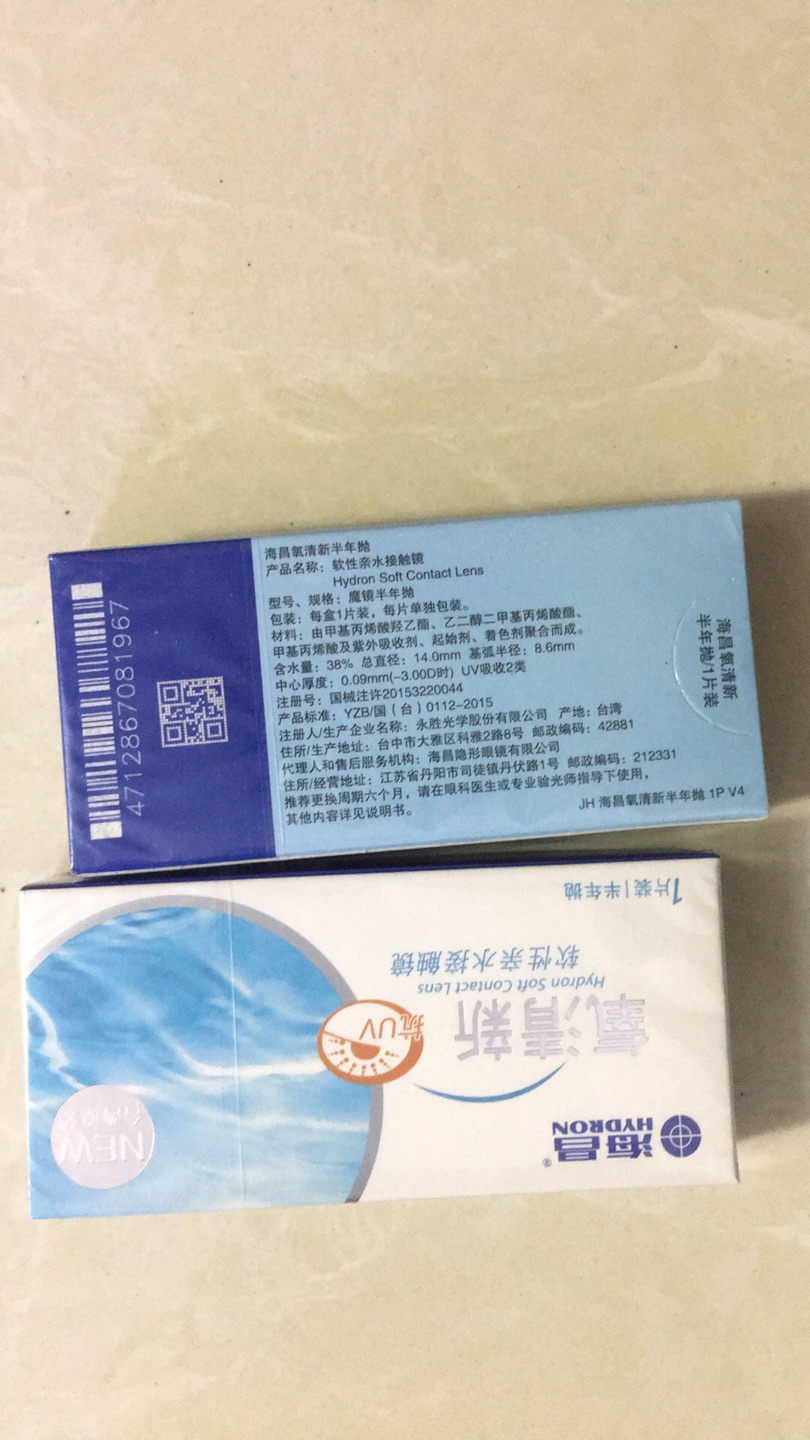 海昌氧清新半年抛
产品名称：软性亲水接触镜
Hydron Soft Contact Lens
型号、规格：魔镜半年抛
包装：每盒1片装，每片单独包装。
材料：由甲基丙烯酸羟乙酯、乙二醇二甲基丙烯酸酯、
甲基丙烯酸及紫外吸收剂、起始剂、着色剂聚合而成。
含水量：38% 总直径：14.0mm 基弧半径：8.6mm
中心厚度：0.09mm(-3.00D时) UV吸收2类
注册号：国械注许20153220044
产品标准：YZB/国（台）0112-2015
注册人/生产企业名称：永胜光学股份有限公司 产地：台湾
住所/生产地址：台中市大雅区科雅2路8号 邮政编码：42881
代理人和售后服务机构：海昌隐形眼镜有限公司
住所/经营地址：江苏省丹阳市司徒镇丹伏路1号 邮政编码：212331
推荐更换周期六个月，请在眼科医生或专业验光师指导下使用，
其他内容详见说明书。
JH 海昌氧清新半年抛 1P V4
海昌氧清新
半年抛/1片装
4712867081967
海昌®
HYDRON
氧清新
抗UV
Hydron Soft Contact Lens
软性亲水接触镜
1片装|半年抛
NEW